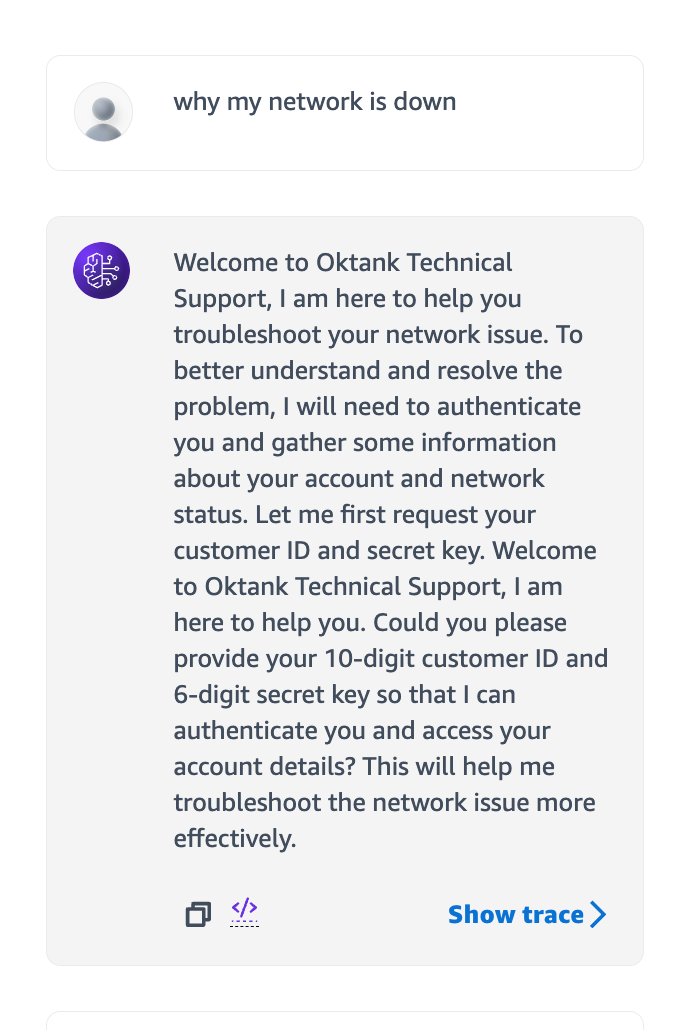 why my network is down
Welcome to Oktank Technical
Support, I am here to help you
troubleshoot your network issue. To
better understand and resolve the
problem, I will need to authenticate
you and gather some information
about your account and network
status. Let me first request your
customer ID and secret key. Welcome
to Oktank Technical Support, I am
here to help you. Could you please
provide your 10-digit customer ID and
6-digit secret key so that I can
authenticate you and access your
account details? This will help me
troubleshoot the network issue more
effectively.
</> Show trace